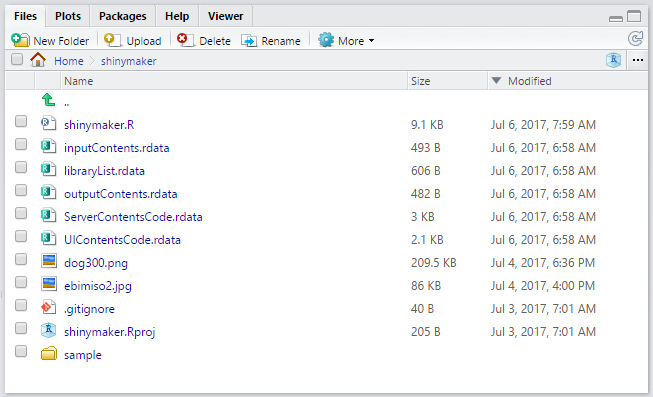 Files Plots Packages Help Viewer
New Folder Upload Delete Rename More
Home shinymaker ...
Name Size Modified
..
shinymaker.R 9.1 KB Jul 6, 2017, 7:59 AM
inputContents.rdata 493 B Jul 6, 2017, 6:58 AM
libraryList.rdata 606 B Jul 6, 2017, 6:58 AM
outputContents.rdata 482 B Jul 6, 2017, 6:58 AM
ServerContentsCode.rdata 3 KB Jul 6, 2017, 6:58 AM
UIContentsCode.rdata 2.1 KB Jul 6, 2017, 6:58 AM
dog300.png 209.5 KB Jul 4, 2017, 6:36 PM
ebimiso2.jpg 86 KB Jul 4, 2017, 4:00 PM
.gitignore 40 B Jul 3, 2017, 7:01 AM
shinymaker.Rproj 205 B Jul 3, 2017, 7:01 AM
sample